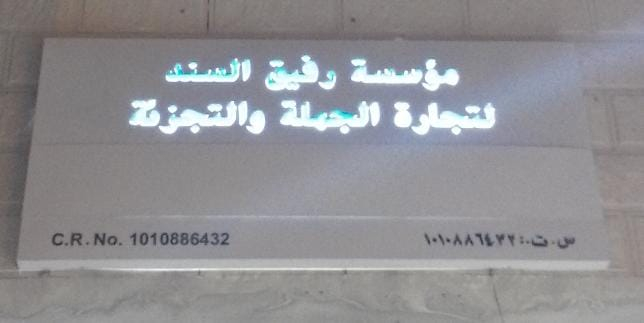 مؤسسة رفيق السند
لتجارة الجملة والتجزئة
C.R. No. 1010886432
س.ت.: ١٠١٠٨٨٦٤٣٢